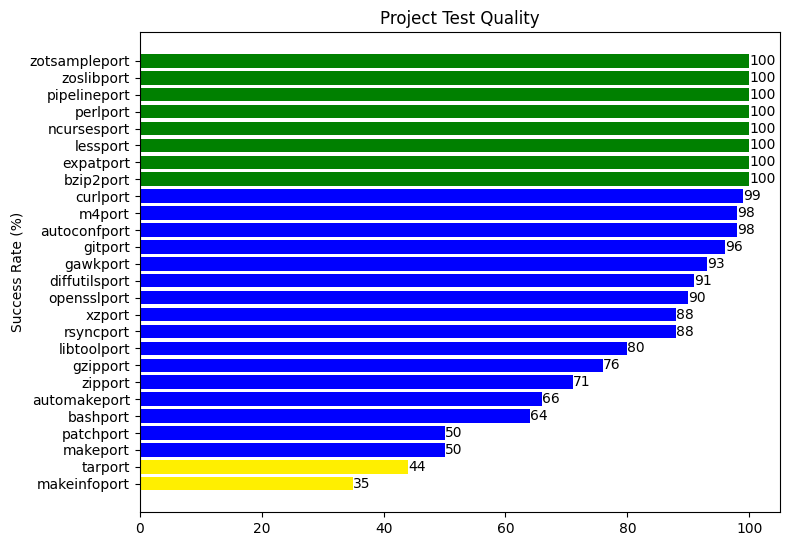 Project Test Quality
Success Rate (%)
zotsampleport 100
zoslibport 100
pipelineport 100
perlport 100
ncursesport 100
lessport 100
expatport 100
bzip2port 100
curlport 99
m4port 98
autoconfport 98
gitport 96
gawkport 93
diffutilsport 91
opensslport 90
xzport 88
rsyncport 88
libtoolport 80
gzipport 76
zipport 71
automakeport 66
bashport 64
patchport 50
makeport 50
tarport 44
makeinfoport 35
0 20 40 60 80 100